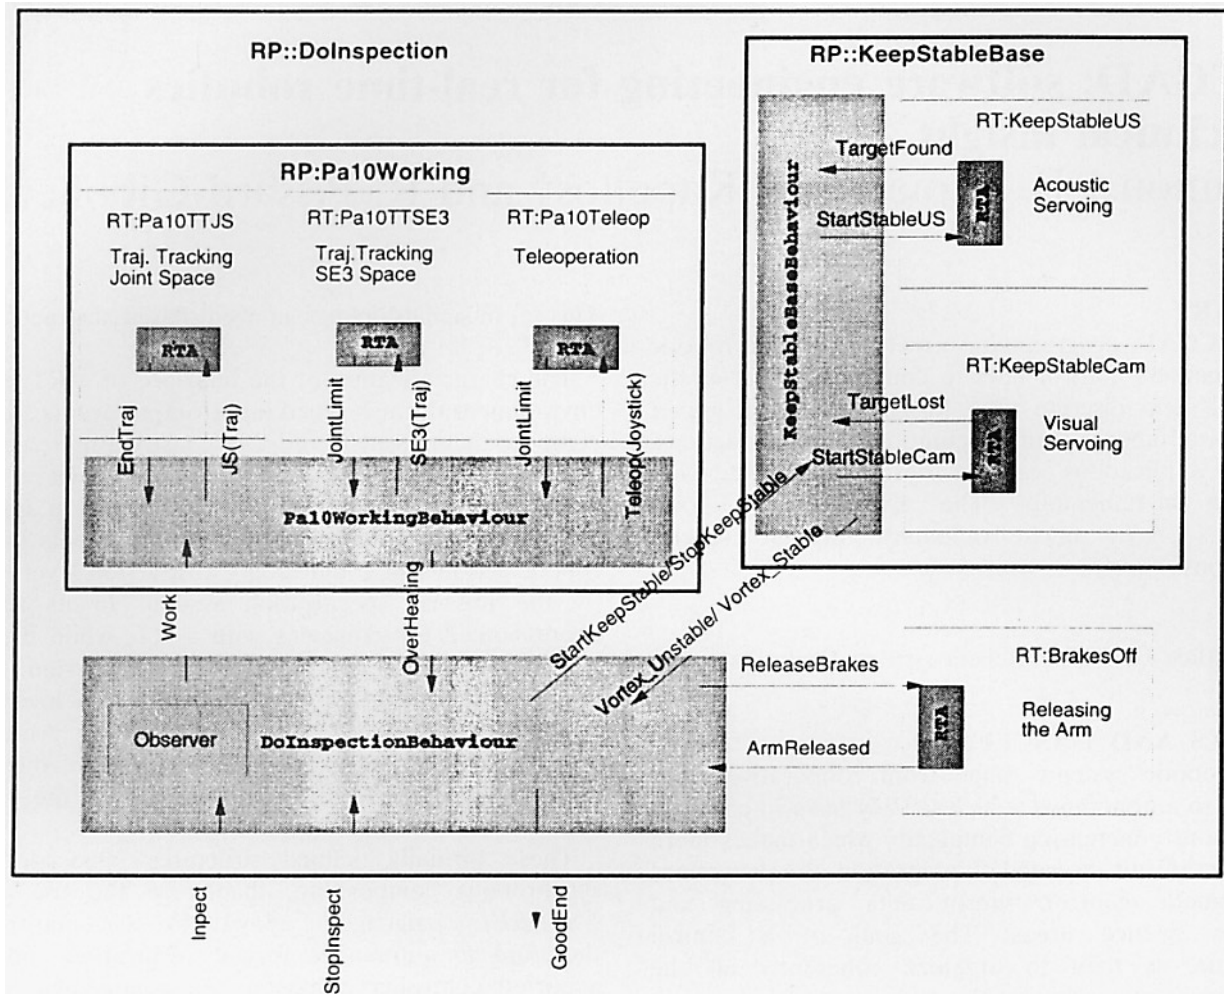 RP::DoInspection
RP::KeepStableBase
RT:KeepStableUS
TargetFound
RTA
Acoustic
Servoing
StartStableUS
KeepStableBaseBehaviour
RT:KeepStableCam
TargetLost
RTA
Visual
Servoing
StartStableCam
RP:Pa10Working
RT:Pa10TTJS
Traj. Tracking
Joint Space
RTA
EndTraj
JS(Traj)
RT:Pa10TTSE3
Traj.Tracking
SE3 Space
RTA
JointLimit
SE3(Traj)
RT:Pa10Teleop
Teleoperation
RTA
JointLimit
Teleop(Joystick)
Pa10WorkingBehaviour
Work
OverHeating
StartKeepStable/StopKeepStable
Vortex_Unstable/ Vortex_Stable
RT:BrakesOff
ReleaseBrakes
RTA
Releasing
the Arm
ArmReleased
Observer
DoInspectionBehaviour
Inpect
StopInspect
GoodEnd